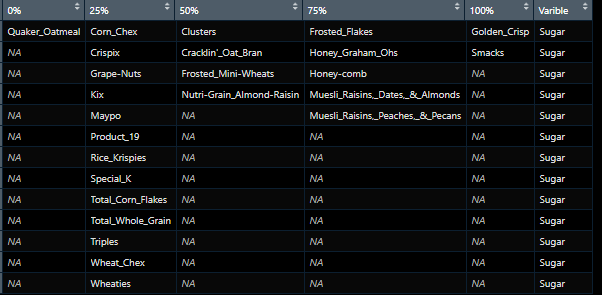 0% 25% 50% 75% 100% Varible
Quaker_Oatmeal Corn_Chex Clusters Frosted_Flakes Golden_Crisp Sugar
NA Crispix Cracklin'_Oat_Bran Honey_Graham_Ohs Smacks Sugar
NA Grape-Nuts Frosted_Mini-Wheats Honey-comb NA Sugar
NA Kix Nutri-Grain_Almond-Raisin Muesli_Raisins,_Dates,_&_Almonds NA Sugar
NA Maypo NA Muesli_Raisins,_Peaches,_&_Pecans NA Sugar
NA Product_19 NA NA NA Sugar
NA Rice_Krispies NA NA NA Sugar
NA Special_K NA NA NA Sugar
NA Total_Corn_Flakes NA NA NA Sugar
NA Total_Whole_Grain NA NA NA Sugar
NA Triples NA NA NA Sugar
NA Wheat_Chex NA NA NA Sugar
NA Wheaties NA NA NA Sugar